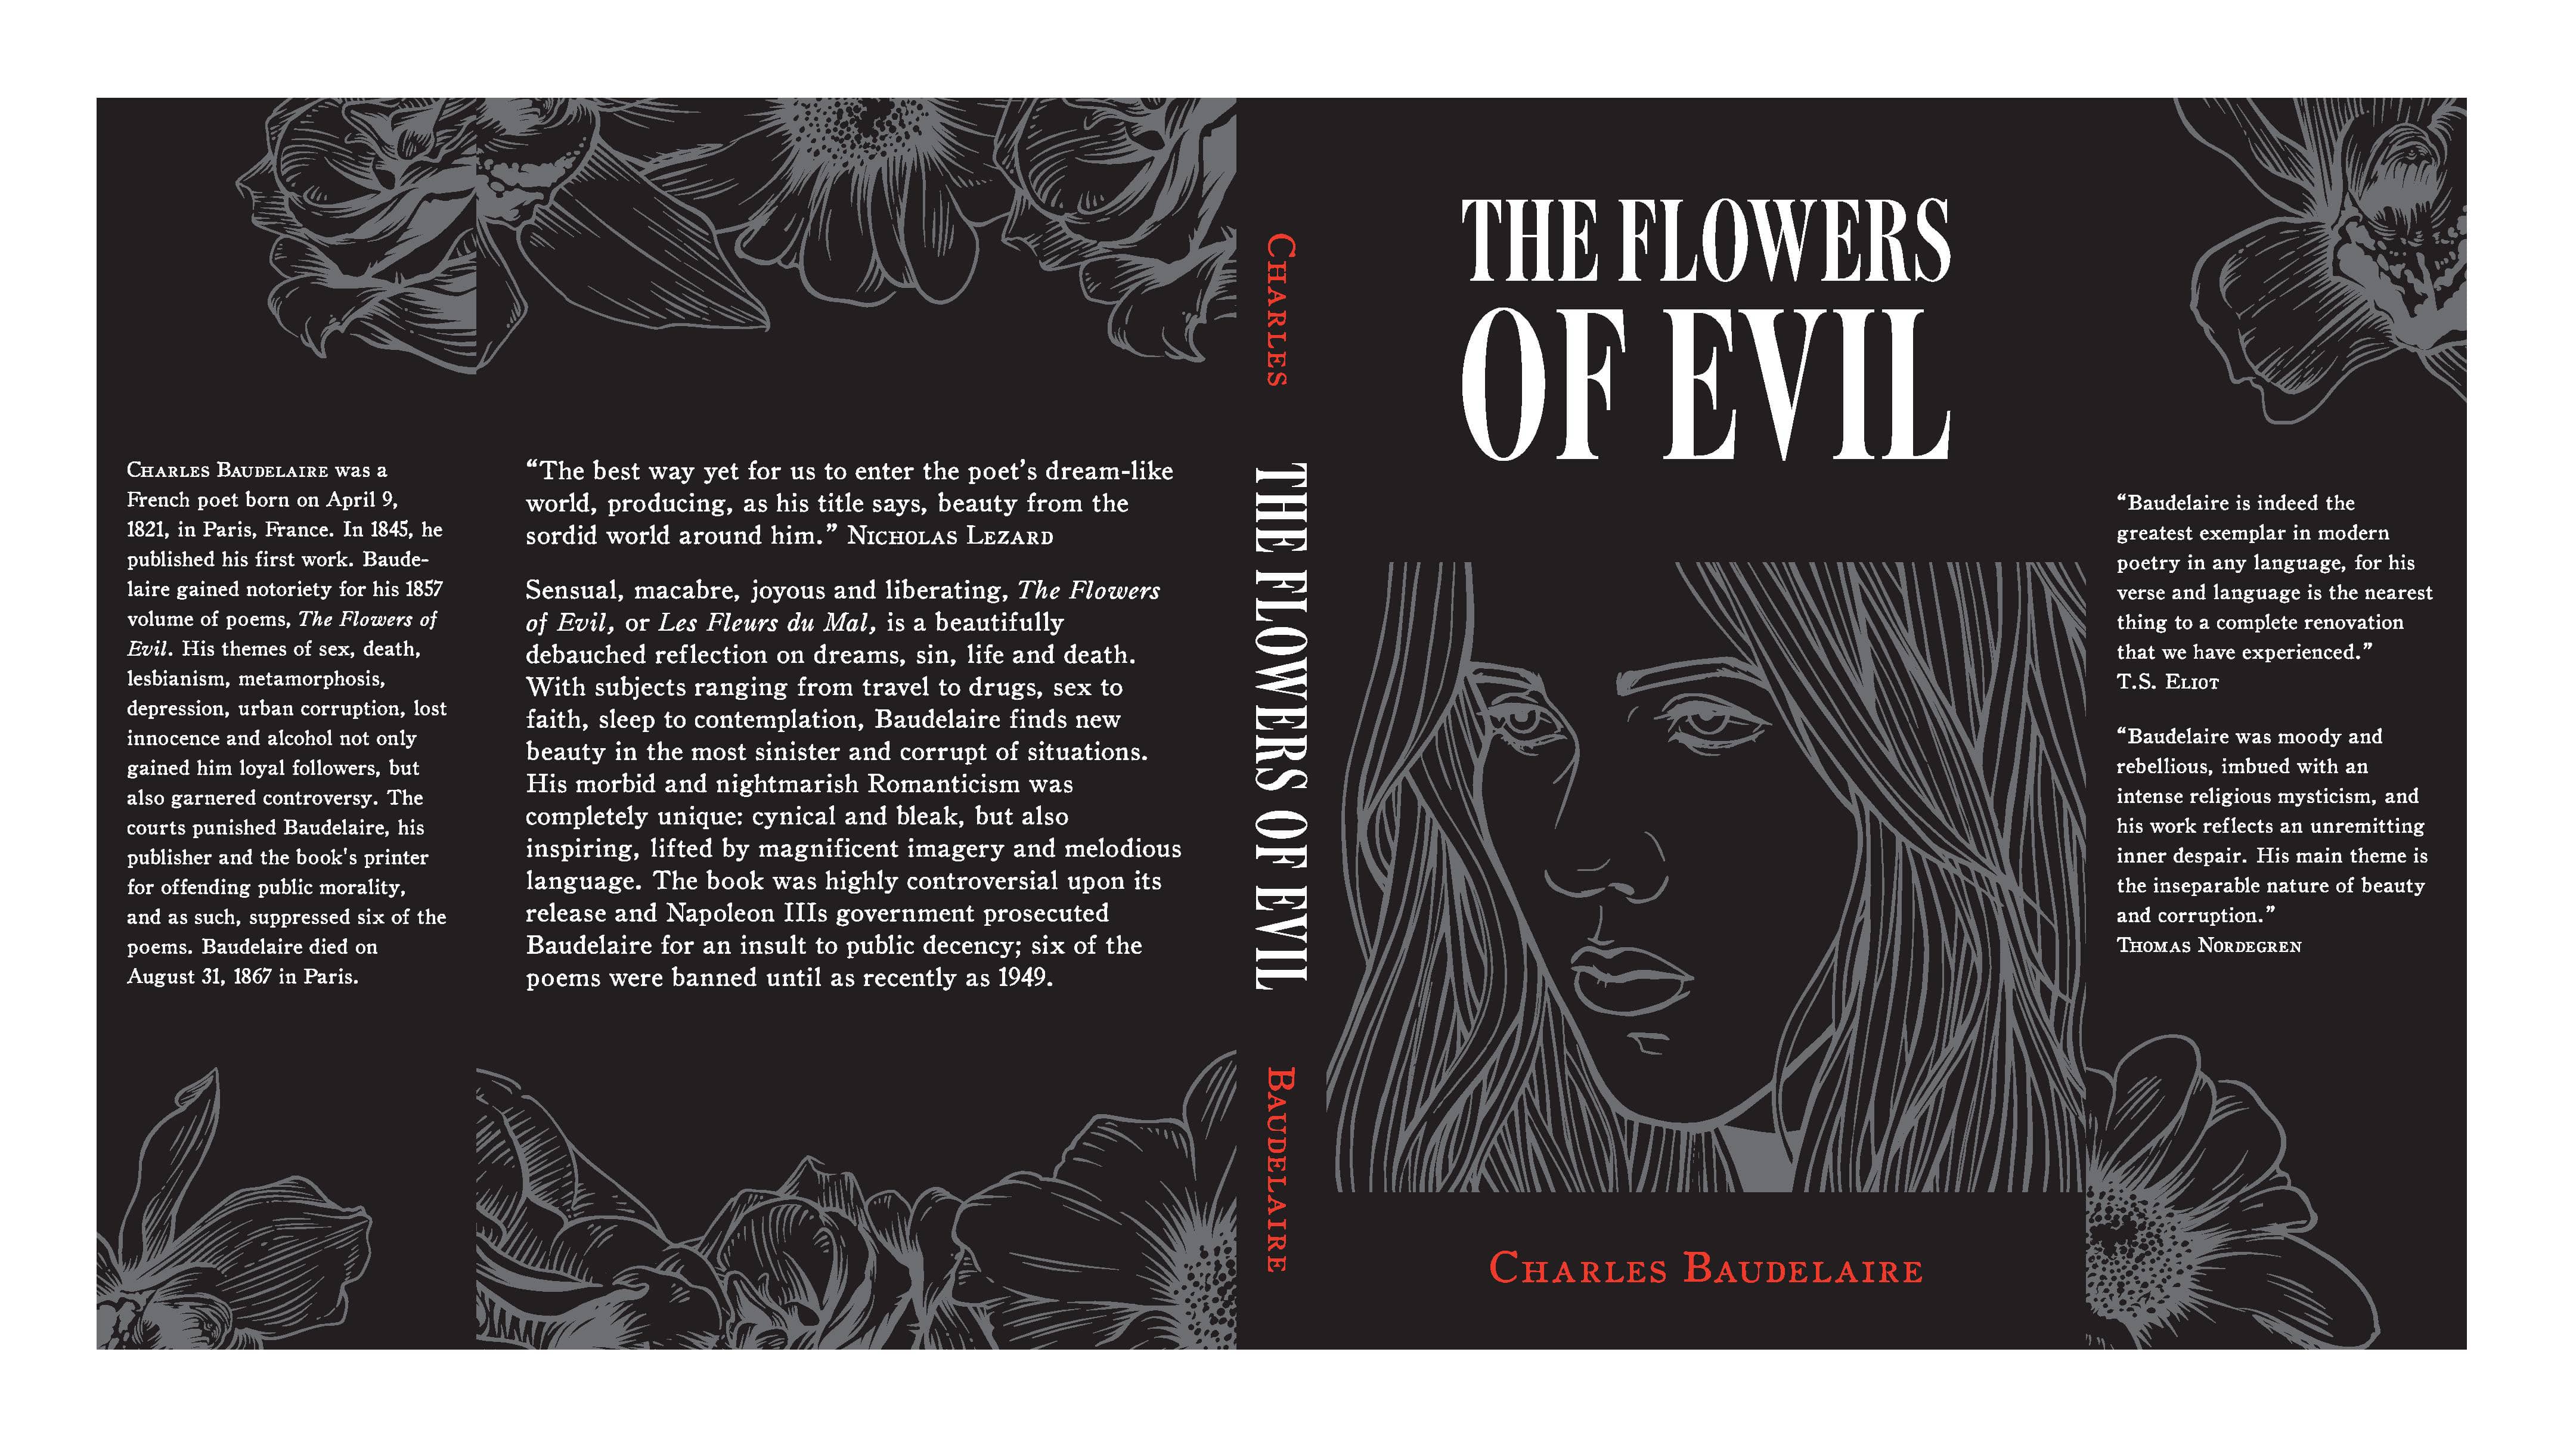 Charles Baudelaire was a
French poet born on April 9,
1821, in Paris, France. In 1845, he
published his first work. Baude-
laire gained notoriety for his 1857
volume of poems, The Flowers of
Evil. His themes of sex, death,
lesbianism, metamorphosis,
depression, urban corruption, lost
innocence and alcohol not only
gained him loyal followers, but
also garnered controversy. The
courts punished Baudelaire, his
publisher and the book's printer
for offending public morality,
and as such, suppressed six of the
poems. Baudelaire died on
August 31, 1867 in Paris.
“The best way yet for us to enter the poet’s dream-like
world, producing, as his title says, beauty from the
sordid world around him.” Nicholas Lezard
Sensual, macabre, joyous and liberating, The Flowers
of Evil, or Les Fleurs du Mal, is a beautifully
debauched reflection on dreams, sin, life and death.
With subjects ranging from travel to drugs, sex to
faith, sleep to contemplation, Baudelaire finds new
beauty in the most sinister and corrupt of situations.
His morbid and nightmarish Romanticism was
completely unique: cynical and bleak, but also
inspiring, lifted by magnificent imagery and melodious
language. The book was highly controversial upon its
release and Napoleon IIIs government prosecuted
Baudelaire for an insult to public decency; six of the
poems were banned until as recently as 1949.
Charles
THE FLOWERS OF EVIL
Baudelaire
THE FLOWERS
OF EVIL
Charles Baudelaire
“Baudelaire is indeed the
greatest exemplar in modern
poetry in any language, for his
verse and language is the nearest
thing to a complete renovation
that we have experienced.”
T.S. Eliot
“Baudelaire was moody and
rebellious, imbued with an
intense religious mysticism, and
his work reflects an unremitting
inner despair. His main theme is
the inseparable nature of beauty
and corruption.”
Thomas Nordegren